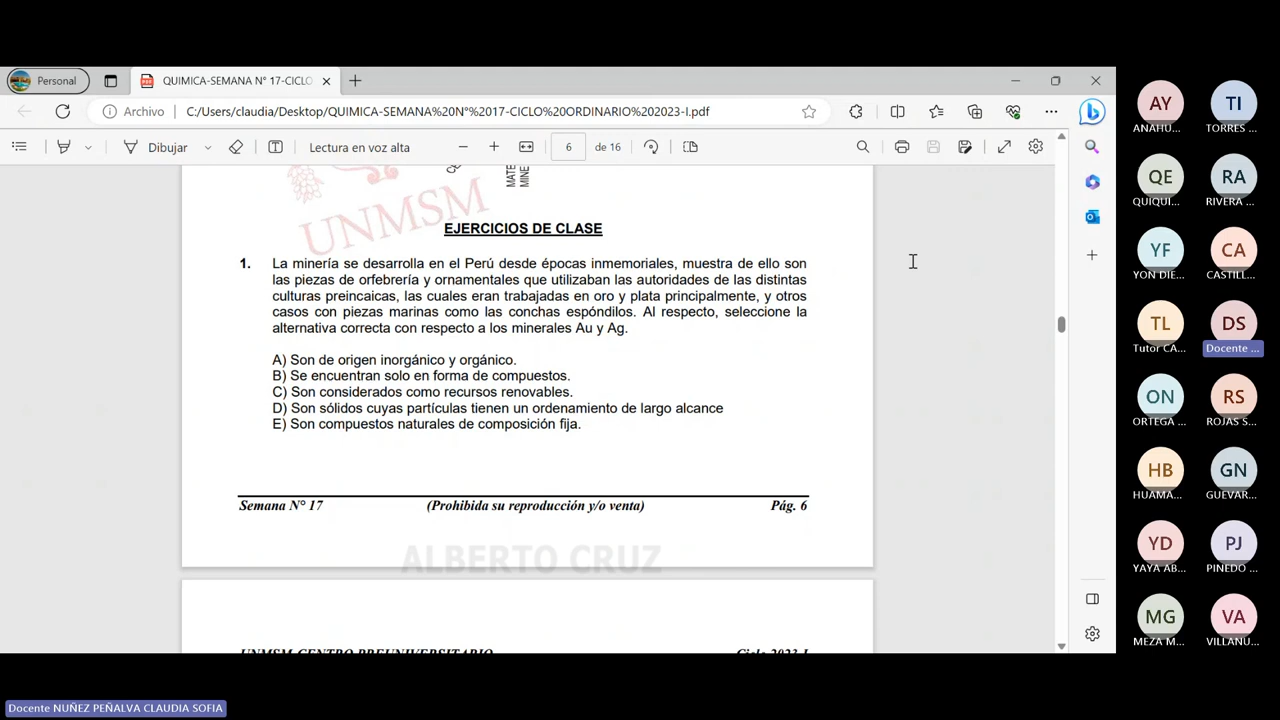 Personal
QUIMICA-SEMANA N° 17-CICLO
Archivo
C:/Users/claudia/Desktop/QUIMICA-SEMANA%20N°%2017-CICLO%20ORDINARIO%202023-I.pdf
Dibujar
Lectura en voz alta
6
de 16
MATE
MINE
UNMSM
EJERCICIOS DE CLASE
1. La minería se desarrolla en el Perú desde épocas inmemoriales, muestra de ello son
las piezas de orfebrería y ornamentales que utilizaban las autoridades de las distintas
culturas preincaicas, las cuales eran trabajadas en oro y plata principalmente, y otros
casos con piezas marinas como las conchas espóndilos. Al respecto, seleccione la
alternativa correcta con respecto a los minerales Au y Ag.
A) Son de origen inorgánico y orgánico.
B) Se encuentran solo en forma de compuestos.
C) Son considerados como recursos renovables.
D) Son sólidos cuyas partículas tienen un ordenamiento de largo alcance
E) Son compuestos naturales de composición fija.
Semana N° 17 (Prohibida su reproducción y/o venta) Pág. 6
ALBERTO CRUZ
UNMSM-CENTRO PREUNIVERSITARIO Ciclo 2023-I
AY TI
ANAHU... TORRES ...
QE RA
QUIQUI... RIVERA ...
YF CA
YON DIE... CASTILL...
TL DS
Tutor CA... Docente ...
ON RS
ORTEGA ... ROJAS S...
HB GN
HUAMA... GUEVAR...
YD PJ
YAYA AB... PINEDO ...
MG VA
MEZA M... VILLANU...
Docente NUÑEZ PEÑALVA CLAUDIA SOFIA